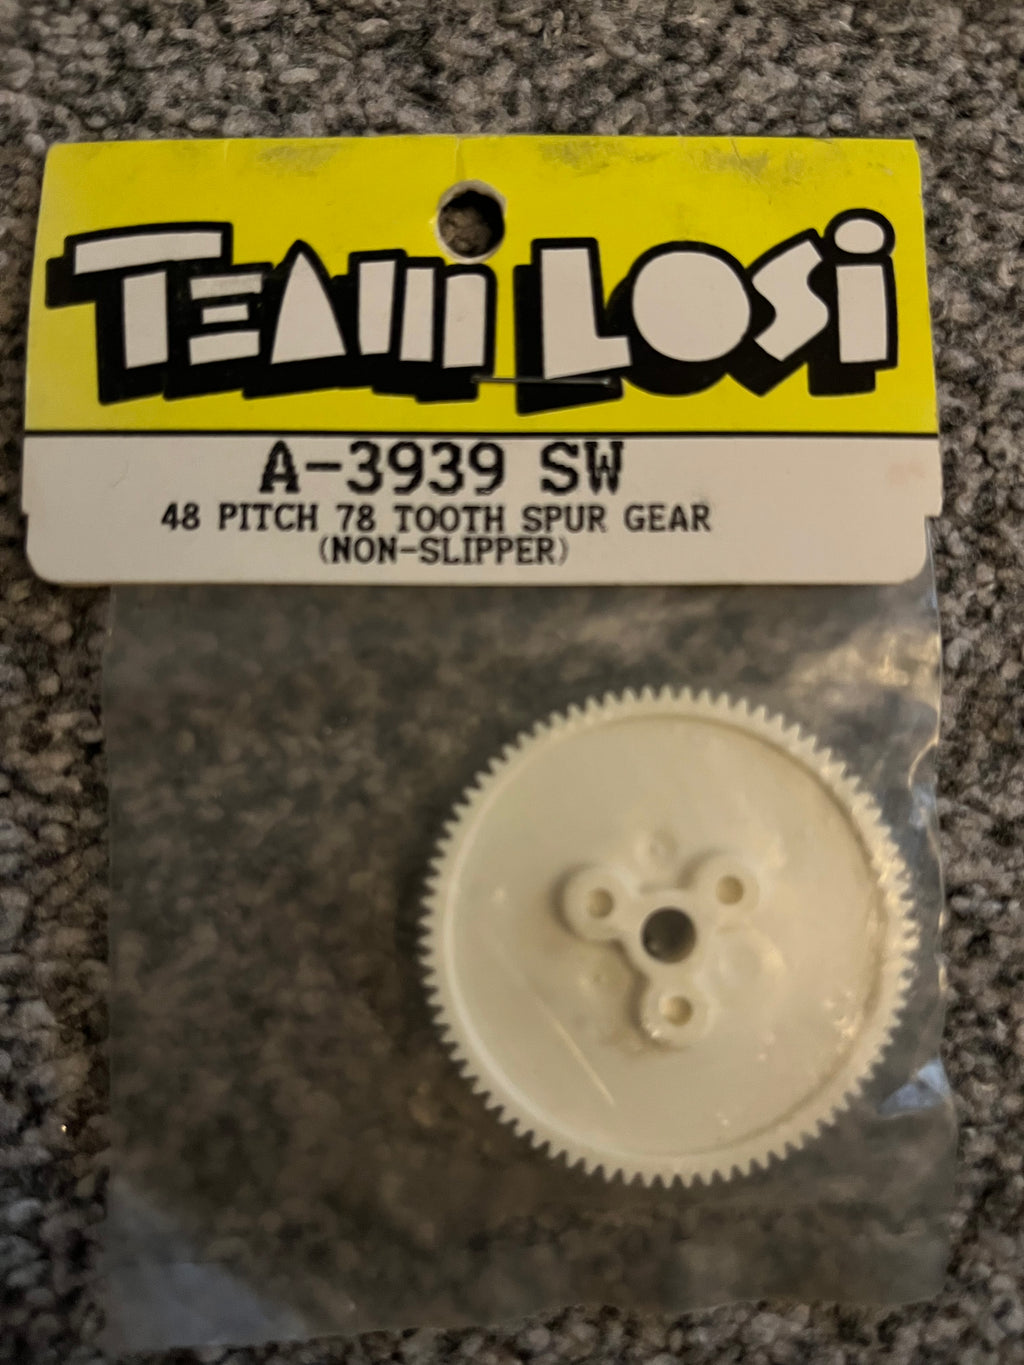 TEAM LOSI
A-3939 SW
48 PITCH 78 TOOTH SPUR GEAR
(NON-SLIPPER)